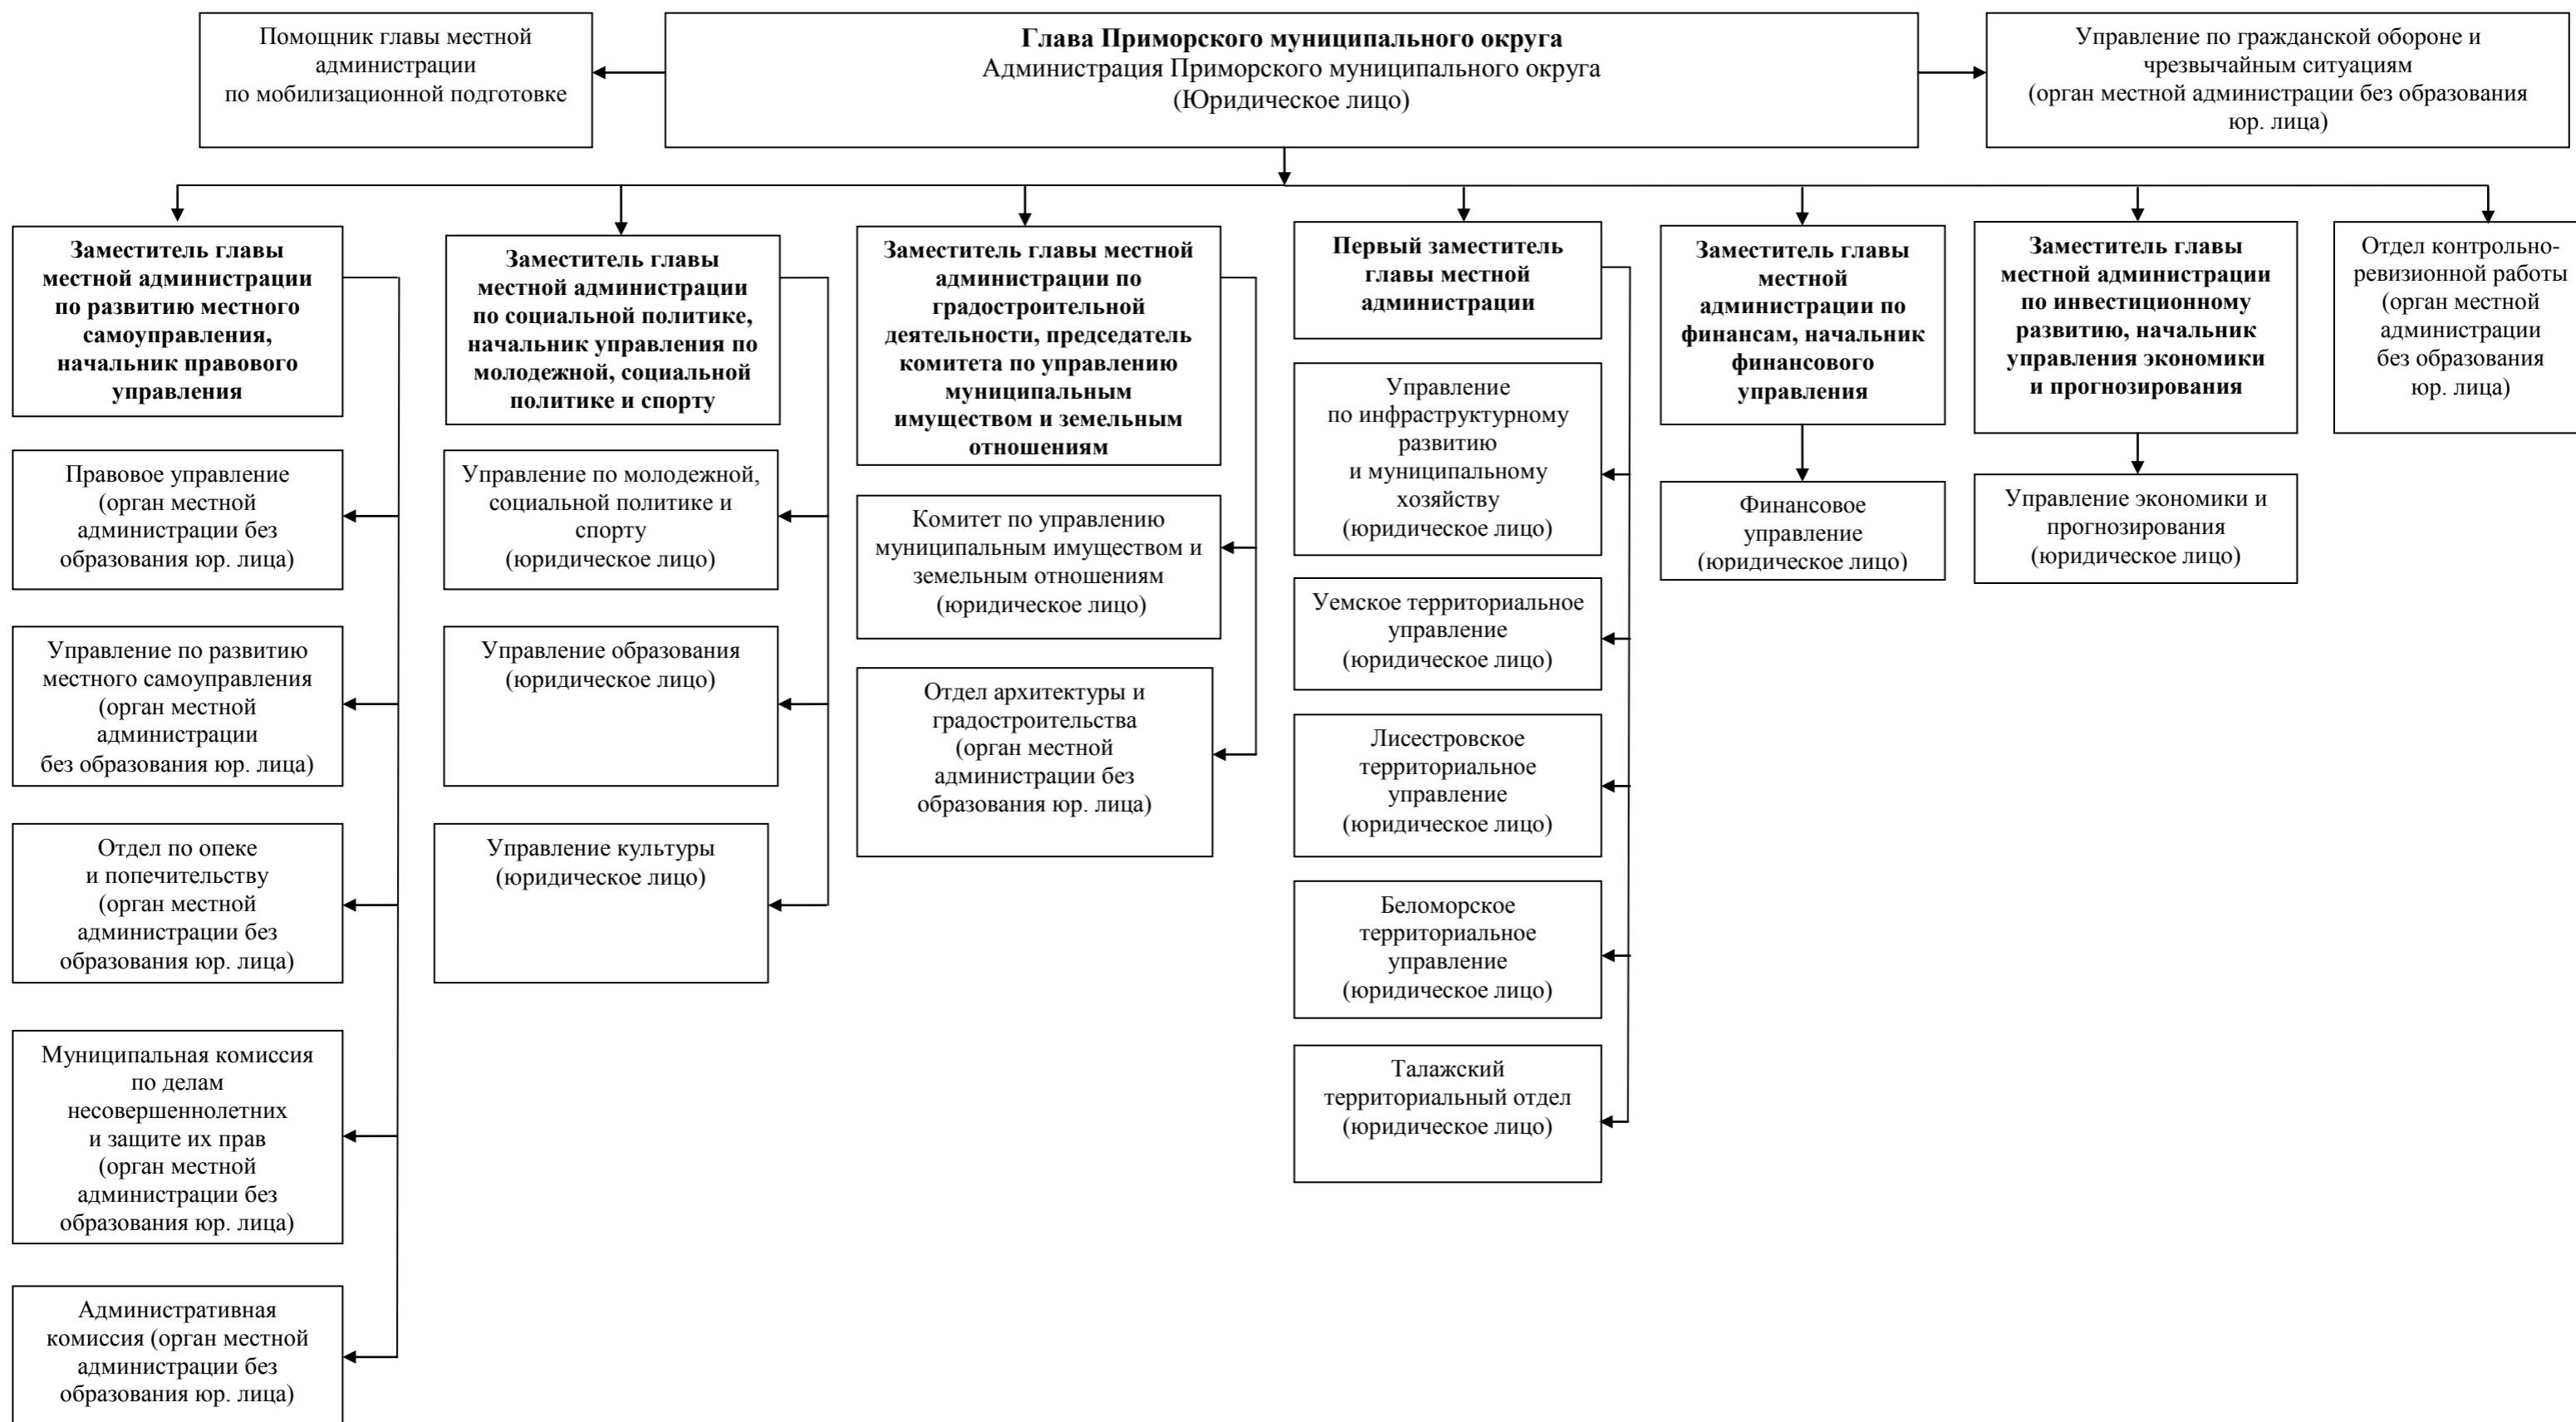 Помощник главы местной
администрации
по мобилизационной подготовке
Глава Приморского муниципального округа
Администрация Приморского муниципального округа
(Юридическое лицо)
Управление по гражданской обороне и
чрезвычайным ситуациям
(орган местной администрации без образования
юр. лица)
Заместитель главы
местной администрации
по развитию местного
самоуправления,
начальник правового
управления
Правовое управление
(орган местной
администрации без
образования юр. лица)
Управление по развитию
местного самоуправления
(орган местной
администрации
без образования юр. лица)
Отдел по опеке
и попечительству
(орган местной
администрации без
образования юр. лица)
Муниципальная комиссия
по делам
несовершеннолетних
и защите их прав
(орган местной
администрации без
образования юр. лица)
Административная
комиссия (орган местной
администрации без
образования юр. лица)
Заместитель главы
местной администрации
по социальной политике,
начальник управления по
молодежной, социальной
политике и спорту
Управление по молодежной,
социальной политике и
спорту
(юридическое лицо)
Управление образования
(юридическое лицо)
Управление культуры
(юридическое лицо)
Заместитель главы местной
администрации по
градостроительной
деятельности, председатель
комитета по управлению
муниципальным
имуществом и земельным
отношениям
Комитет по управлению
муниципальным имуществом и
земельным отношениям
(юридическое лицо)
Отдел архитектуры и
градостроительства
(орган местной
администрации без
образования юр. лица)
Первый заместитель
главы местной
администрации
Управление
по инфраструктурному
развитию
и муниципальному
хозяйству
(юридическое лицо)
Уемское территориальное
управление
(юридическое лицо)
Лисестровское
территориальное
управление
(юридическое лицо)
Беломорское
территориальное
управление
(юридическое лицо)
Талажский
территориальный отдел
(юридическое лицо)
Заместитель главы
местной
администрации по
финансам, начальник
финансового
управления
Финансовое
управление
(юридическое лицо)
Заместитель главы
местной администрации
по инвестиционному
развитию, начальник
управления экономики
и прогнозирования
Управление экономики и
прогнозирования
(юридическое лицо)
Отдел контрольно-
ревизионной работы
(орган местной
администрации
без образования
юр. лица)